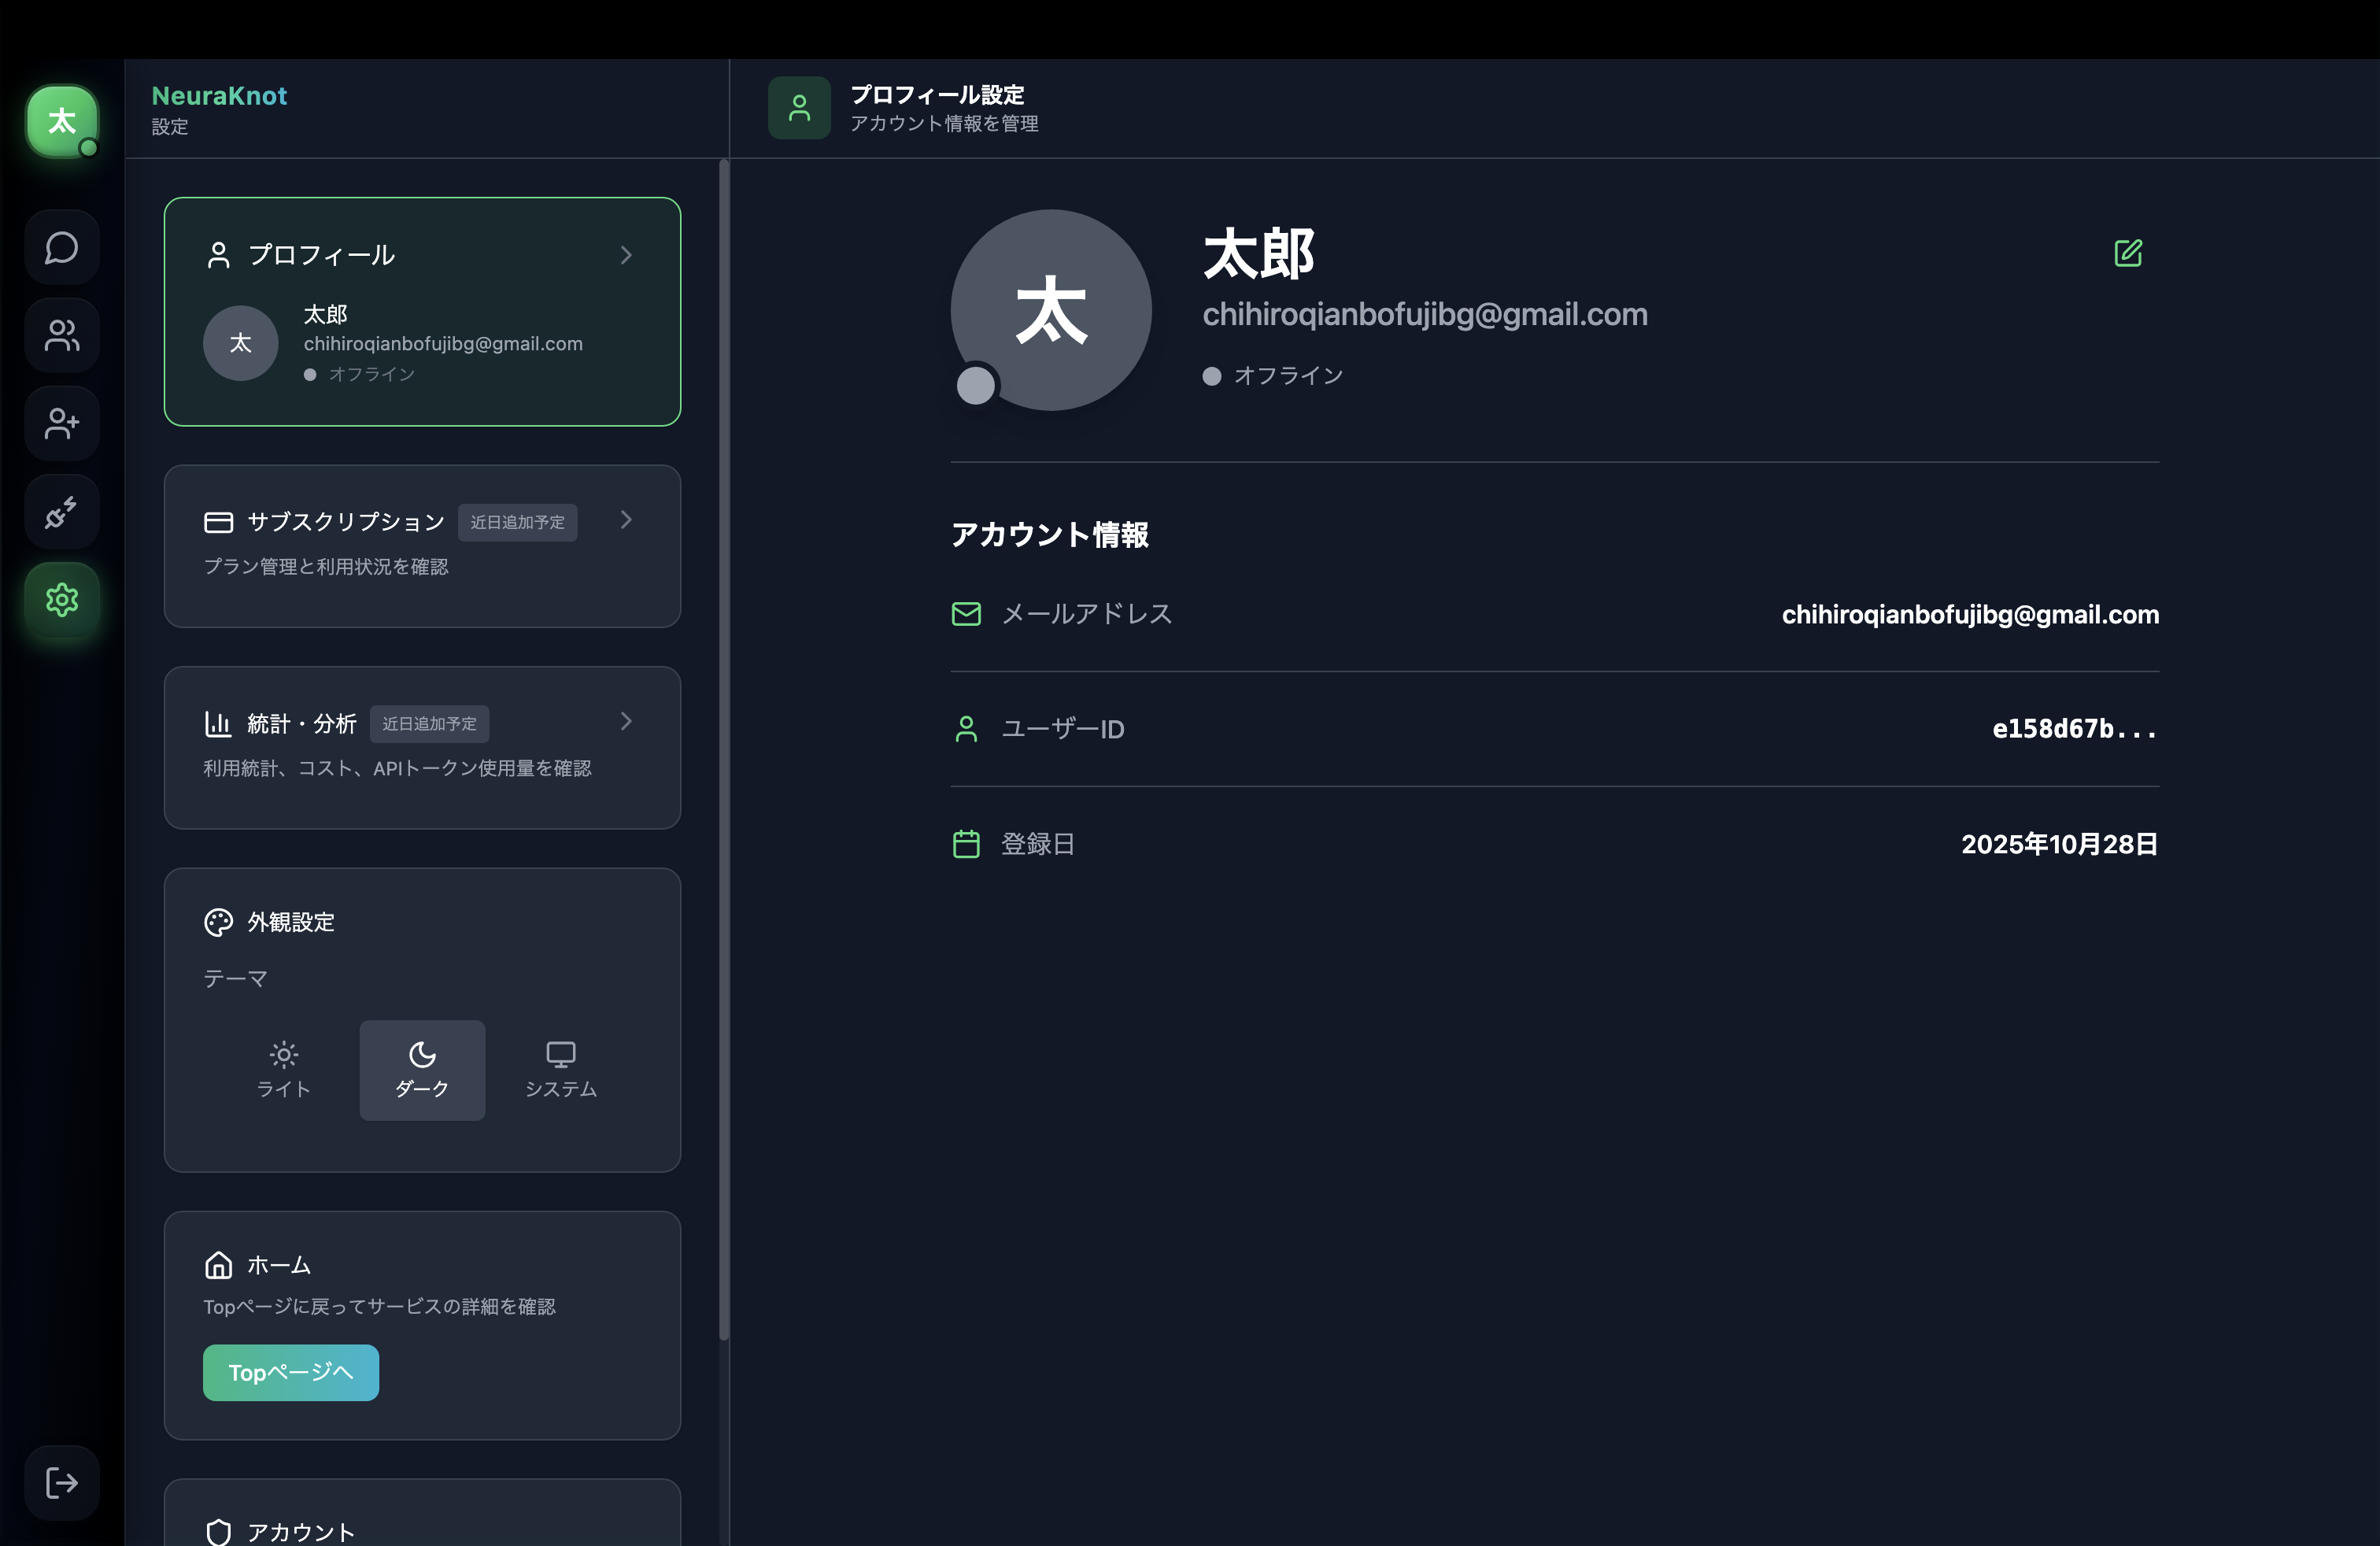 太
NeuraKnot
設定
プロフィール
太
太郎
chihiroqianbofujibg@gmail.com
オフライン
サブスクリプション 近日追加予定
プラン管理と利用状況を確認
統計・分析 近日追加予定
利用統計、コスト、APIトークン使用量を確認
外観設定
テーマ
ライト ダーク システム
ホーム
Topページに戻ってサービスの詳細を確認
Topページへ
アカウント
プロフィール設定
アカウント情報を管理
太
太郎
chihiroqianbofujibg@gmail.com
オフライン
アカウント情報
メールアドレス chihiroqianbofujibg@gmail.com
ユーザーID e158d67b...
登録日 2025年10月28日